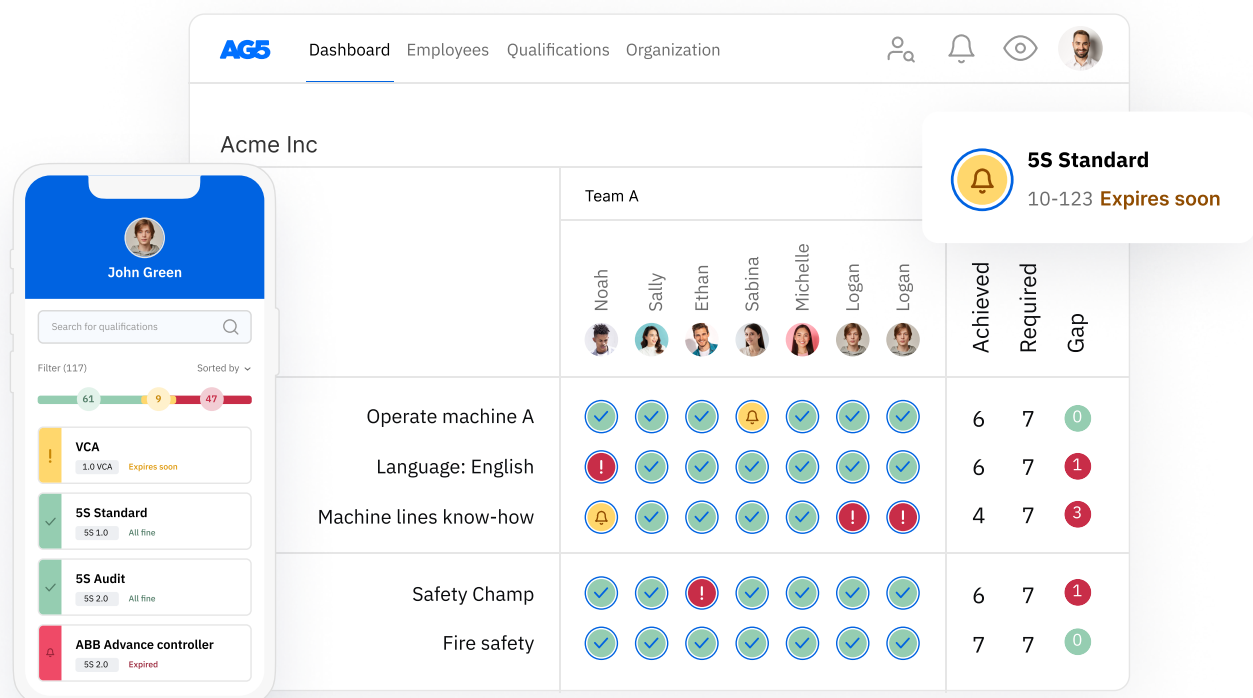 AG5 Dashboard Employees Qualifications Organization
Acme Inc
Team A
Noah Sally Ethan Sabina Michelle Logan Logan Achieved Required Gap
Operate machine A 6 7 0
Language: English ! 6 7 1
Machine lines know-how ! ! 4 7 3
Safety Champ ! 6 7 1
Fire safety 7 7 0
5S Standard
10-123 Expires soon
John Green
Search for qualifications
Filter (117) Sorted by
61 9 47
! VCA
1.0 VCA Expires soon
5S Standard
5S 1.0 All fine
5S Audit
5S 2.0 All fine
ABB Advance controller
5S 2.0 Expired